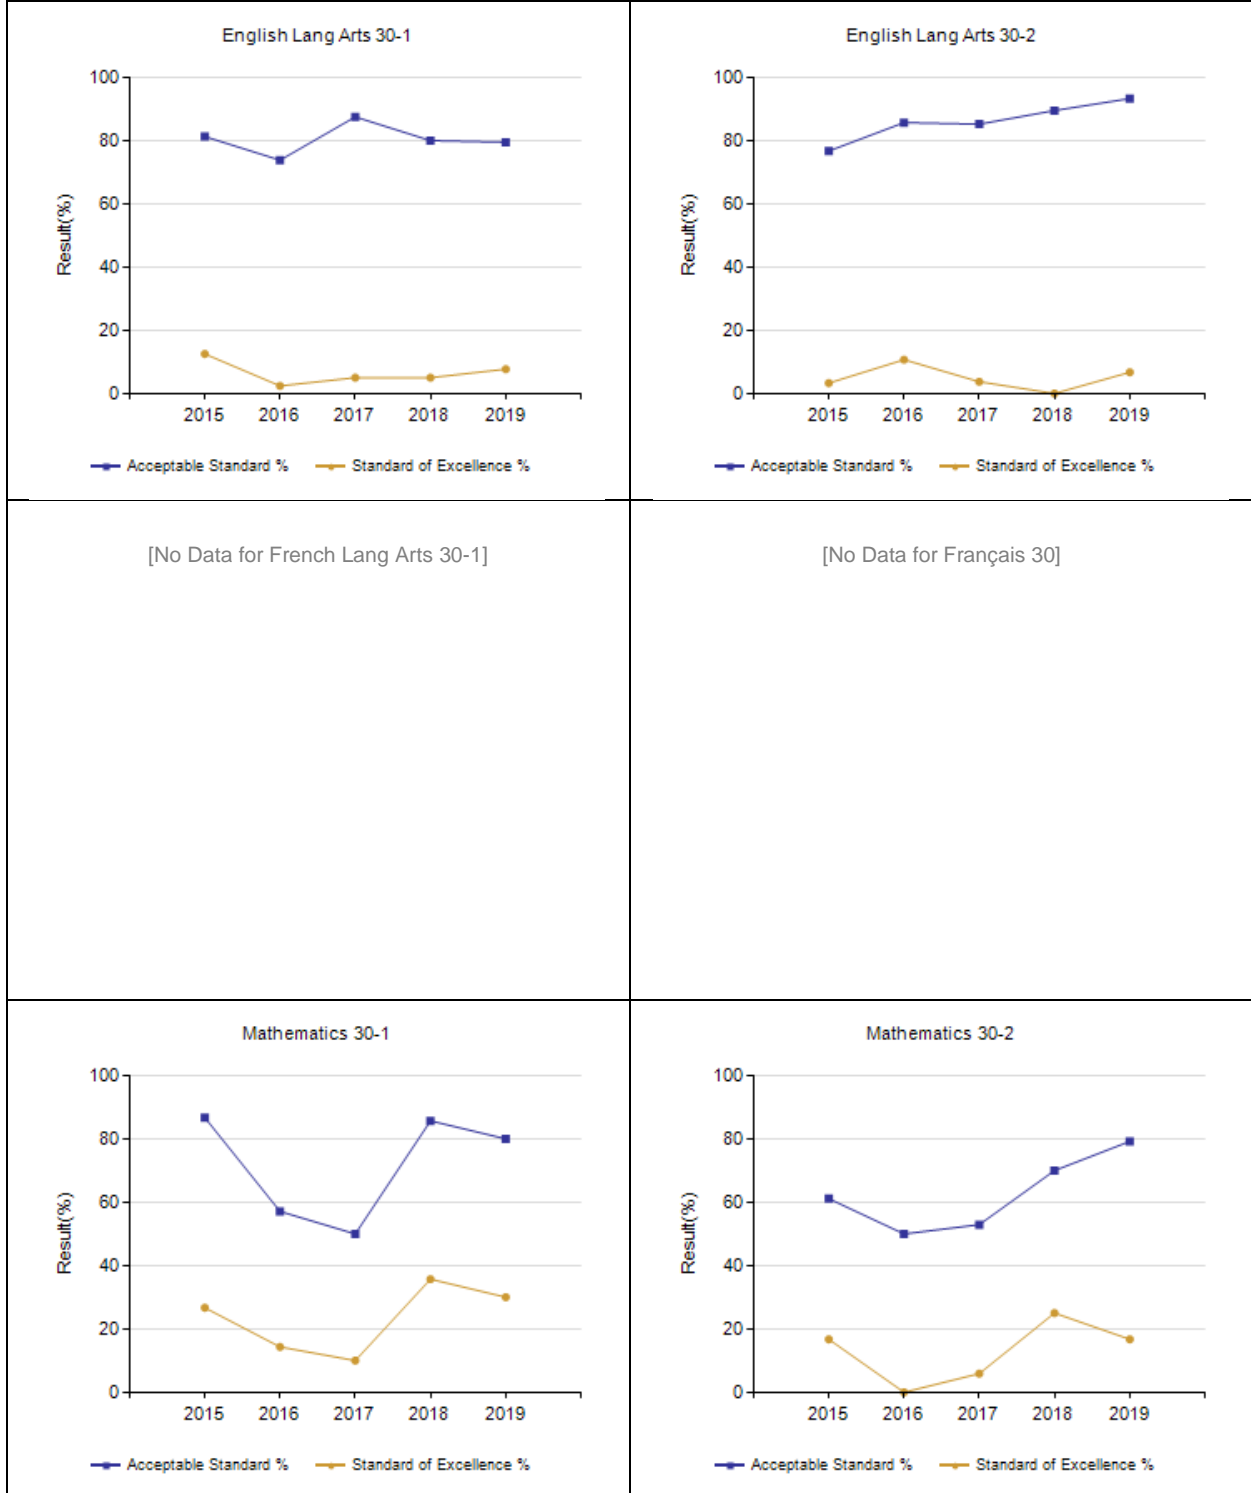 English Lang Arts 30-1
100
80
60
40
20
0
Result(%)
2015 2016 2017 2018 2019
Acceptable Standard % Standard of Excellence %
English Lang Arts 30-2
100
80
60
40
20
0
Result(%)
2015 2016 2017 2018 2019
Acceptable Standard % Standard of Excellence %
[No Data for French Lang Arts 30-1]
[No Data for Français 30]
Mathematics 30-1
100
80
60
40
20
0
Result(%)
2015 2016 2017 2018 2019
Acceptable Standard % Standard of Excellence %
Mathematics 30-2
100
80
60
40
20
0
Result(%)
2015 2016 2017 2018 2019
Acceptable Standard % Standard of Excellence %